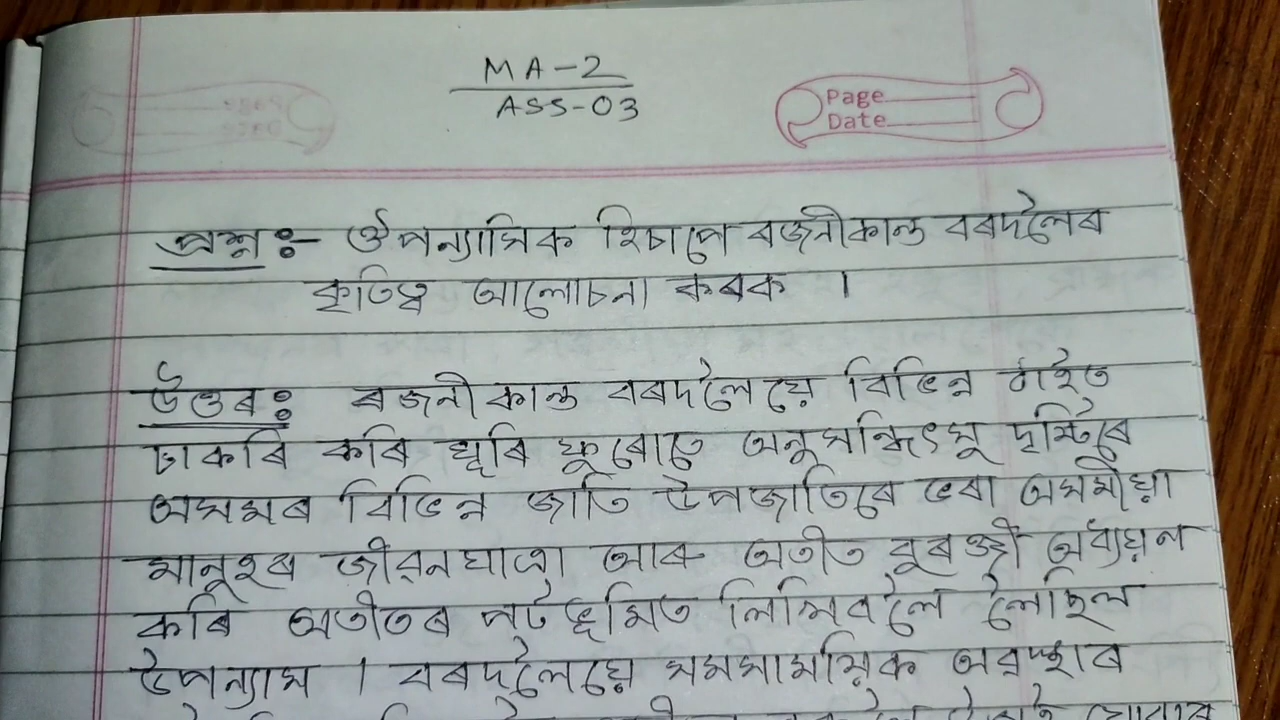 MA-2
ASS-03
Page
Date
প্ৰশ্নঃ- ঔপন্যাসিক হিচাপে ৰজনীকান্ত বৰদলৈৰ
কৃতিত্ব আলোচনা কৰক ।
উত্তৰঃ ৰজনীকান্ত বৰদলৈয়ে বিভিন্ন ঠাইত
চাকৰি কৰি ঘূৰি ফুৰোতে অনুসন্ধিৎসু দৃষ্টিৰে
অসমৰ বিভিন্ন জাতি উপজাতিৰে ভৰা অসমীয়া
মানুহৰ জীৱনযাত্ৰা আৰু অতীত বুৰঞ্জী অধ্যয়ন
কৰি অতীতৰ পটভূমিত লিখিবলৈ লৈছিল
উপন্যাস । বৰদলৈয়ে সমসাময়িক অৱস্থাৰ